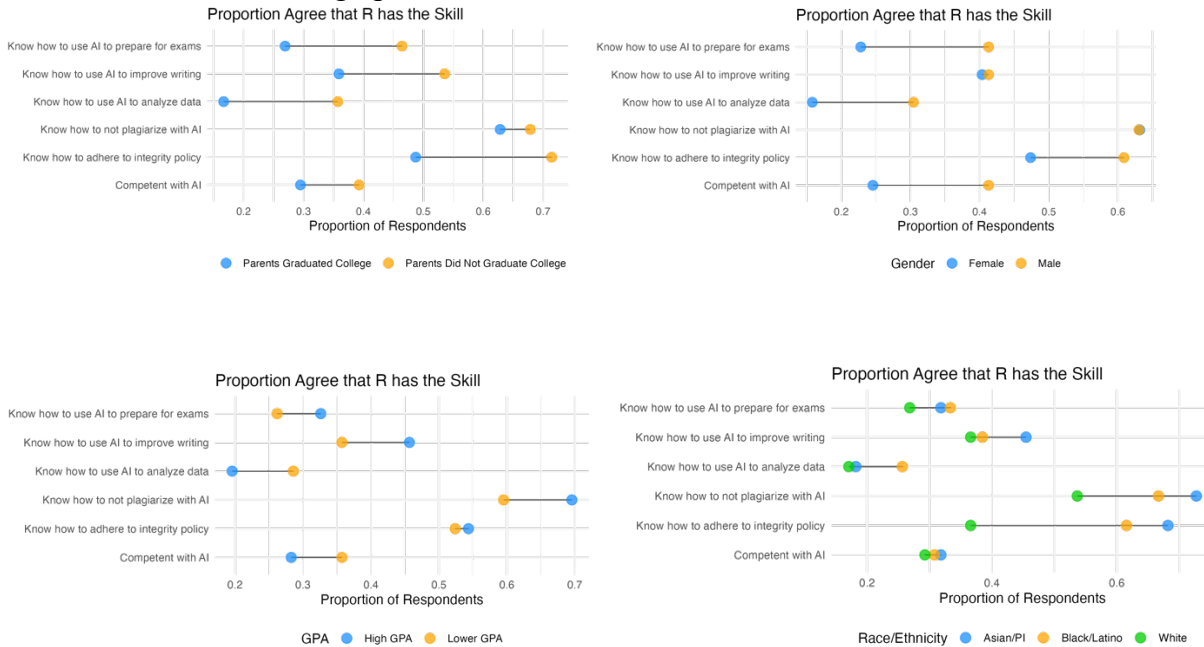 Proportion Agree that R has the Skill
Know how to use AI to prepare for exams
Know how to use AI to improve writing
Know how to use AI to analyze data
Know how to not plagiarize with AI
Know how to adhere to integrity policy
Competent with AI
0.2 0.3 0.4 0.5 0.6 0.7
Proportion of Respondents
Parents Graduated College Parents Did Not Graduate College
Proportion Agree that R has the Skill
Know how to use AI to prepare for exams
Know how to use AI to improve writing
Know how to use AI to analyze data
Know how to not plagiarize with AI
Know how to adhere to integrity policy
Competent with AI
0.2 0.3 0.4 0.5 0.6
Proportion of Respondents
Gender Female Male
Proportion Agree that R has the Skill
Know how to use AI to prepare for exams
Know how to use AI to improve writing
Know how to use AI to analyze data
Know how to not plagiarize with AI
Know how to adhere to integrity policy
Competent with AI
0.2 0.3 0.4 0.5 0.6 0.7
Proportion of Respondents
GPA High GPA Lower GPA
Proportion Agree that R has the Skill
Know how to use AI to prepare for exams
Know how to use AI to improve writing
Know how to use AI to analyze data
Know how to not plagiarize with AI
Know how to adhere to integrity policy
Competent with AI
0.2 0.4 0.6
Proportion of Respondents
Race/Ethnicity Asian/PI Black/Latino White